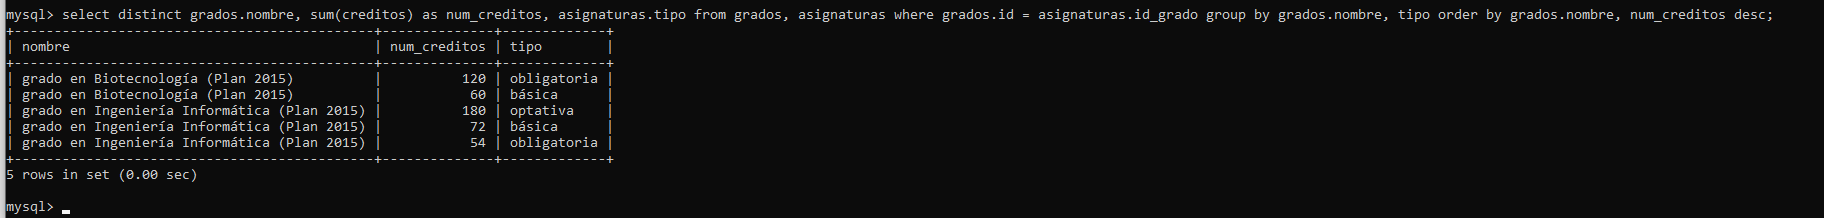 mysql> select distinct grados.nombre, sum(creditos) as num_creditos, asignaturas.tipo from grados, asignaturas where grados.id = asignaturas.id_grado group by grados.nombre, tipo order by grados.nombre, num_creditos desc;
+----------------------------------------------+--------------+-------------+
| nombre                                       | num_creditos | tipo        |
+----------------------------------------------+--------------+-------------+
| grado en Biotecnología (Plan 2015)           |          120 | obligatoria |
| grado en Biotecnología (Plan 2015)           |           60 | básica      |
| grado en Ingeniería Informática (Plan 2015)  |          180 | optativa    |
| grado en Ingeniería Informática (Plan 2015)  |           72 | básica      |
| grado en Ingeniería Informática (Plan 2015)  |           54 | obligatoria |
+----------------------------------------------+--------------+-------------+
5 rows in set (0.00 sec)
mysql> _